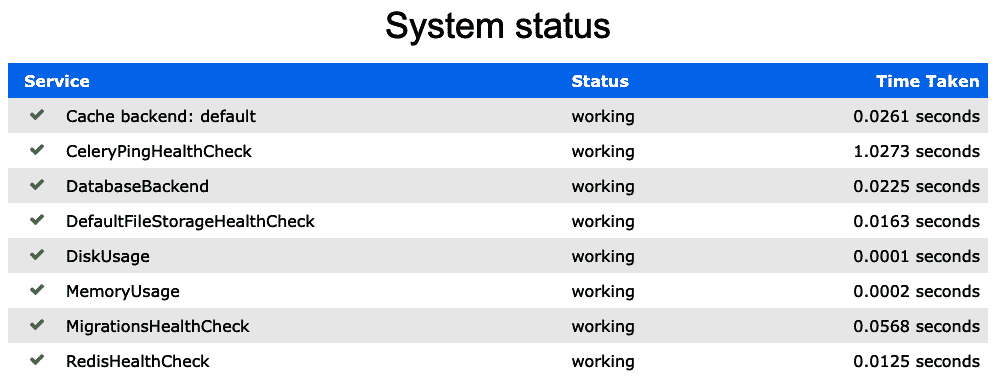 System status
Service Status Time Taken
Cache backend: default working 0.0261 seconds
CeleryPingHealthCheck working 1.0273 seconds
DatabaseBackend working 0.0225 seconds
DefaultFileStorageHealthCheck working 0.0163 seconds
DiskUsage working 0.0001 seconds
MemoryUsage working 0.0002 seconds
MigrationsHealthCheck working 0.0568 seconds
RedisHealthCheck working 0.0125 seconds